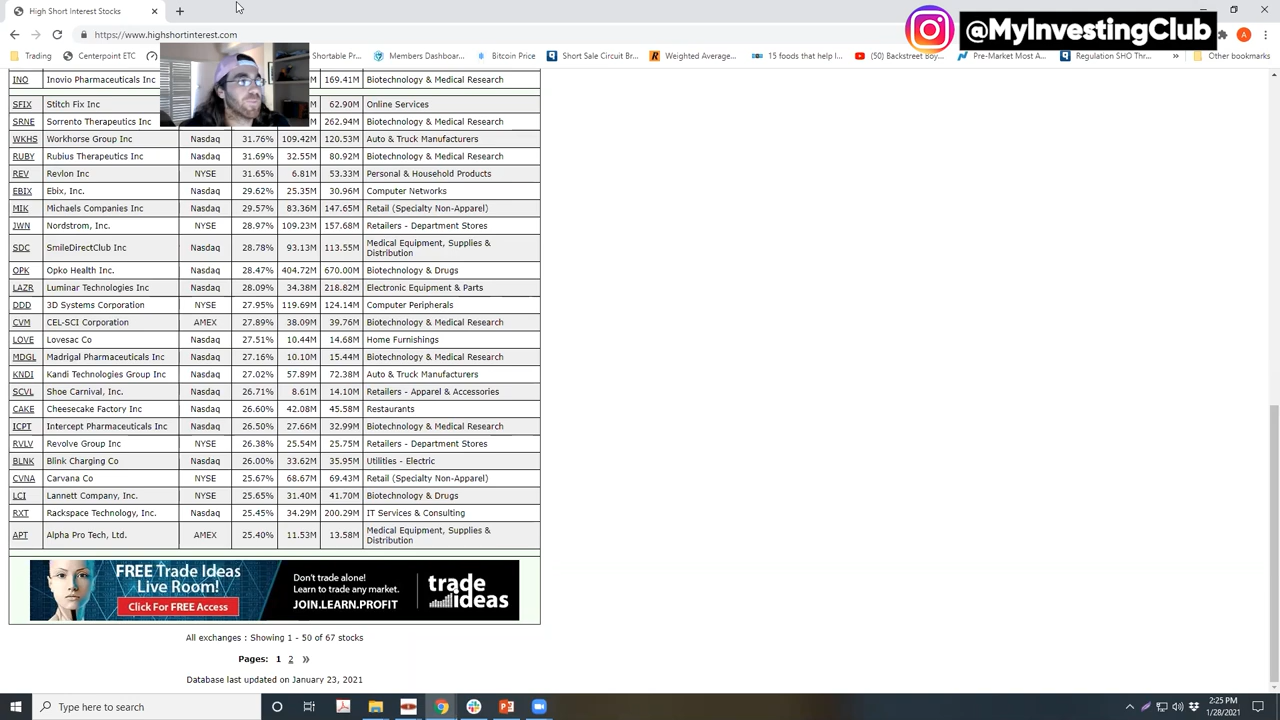 High Short Interest Stocks
@MyInvestingClub
https://www.highshortinterest.com
A
Trading Centerpoint ETC Shortable Pr... Members Dashboa... Bitcoin Price Short Sale Circuit Br... Weighted Average... 15 foods that help l... (50) Backstreet Boy... Pre-Market Most A... Regulation SHO Thr... » Other bookmarks
INO Inovio Pharmaceuticals Inc 169.41M Biotechnology & Medical Research
SFIX Stitch Fix Inc 62.90M Online Services
SRNE Sorrento Therapeutics Inc 262.94M Biotechnology & Medical Research
WKHS Workhorse Group Inc Nasdaq 31.76% 109.42M 120.53M Auto & Truck Manufacturers
RUBY Rubius Therapeutics Inc Nasdaq 31.69% 32.55M 80.92M Biotechnology & Medical Research
REV Revlon Inc NYSE 31.65% 6.81M 53.33M Personal & Household Products
EBIX Ebix, Inc. Nasdaq 29.62% 25.35M 30.96M Computer Networks
MIK Michaels Companies Inc Nasdaq 29.57% 83.36M 147.65M Retail (Specialty Non-Apparel)
JWN Nordstrom, Inc. NYSE 28.97% 109.23M 157.68M Retailers - Department Stores
SDC SmileDirectClub Inc Nasdaq 28.78% 93.13M 113.55M Medical Equipment, Supplies &
Distribution
OPK Opko Health Inc. Nasdaq 28.47% 404.72M 670.00M Biotechnology & Drugs
LAZR Luminar Technologies Inc Nasdaq 28.09% 34.38M 218.82M Electronic Equipment & Parts
DDD 3D Systems Corporation NYSE 27.95% 119.69M 124.14M Computer Peripherals
CVM CEL-SCI Corporation AMEX 27.89% 38.09M 39.76M Biotechnology & Medical Research
LOVE Lovesac Co Nasdaq 27.51% 10.44M 14.68M Home Furnishings
MDGL Madrigal Pharmaceuticals Inc Nasdaq 27.16% 10.10M 15.44M Biotechnology & Medical Research
KNDI Kandi Technologies Group Inc Nasdaq 27.02% 57.89M 72.38M Auto & Truck Manufacturers
SCVL Shoe Carnival, Inc. Nasdaq 26.71% 8.61M 14.10M Retailers - Apparel & Accessories
CAKE Cheesecake Factory Inc Nasdaq 26.60% 42.08M 45.58M Restaurants
ICPT Intercept Pharmaceuticals Inc Nasdaq 26.50% 27.66M 32.99M Biotechnology & Medical Research
RVLV Revolve Group Inc NYSE 26.38% 25.54M 25.75M Retailers - Department Stores
BLNK Blink Charging Co Nasdaq 26.00% 33.62M 35.95M Utilities - Electric
CVNA Carvana Co NYSE 25.67% 68.67M 69.43M Retail (Specialty Non-Apparel)
LCI Lannett Company, Inc. NYSE 25.65% 31.40M 41.70M Biotechnology & Drugs
RXT Rackspace Technology, Inc. Nasdaq 25.45% 34.29M 200.29M IT Services & Consulting
APT Alpha Pro Tech, Ltd. AMEX 25.40% 11.53M 13.58M Medical Equipment, Supplies &
Distribution
FREE Trade Ideas
Live Room!
Click For FREE Access
Don't trade alone!
Learn to trade any market.
JOIN.LEARN.PROFIT
trade
ideas
All exchanges : Showing 1 - 50 of 67 stocks
Pages: 1 2 »
Database last updated on January 23, 2021
Type here to search
2:25 PM
1/28/2021